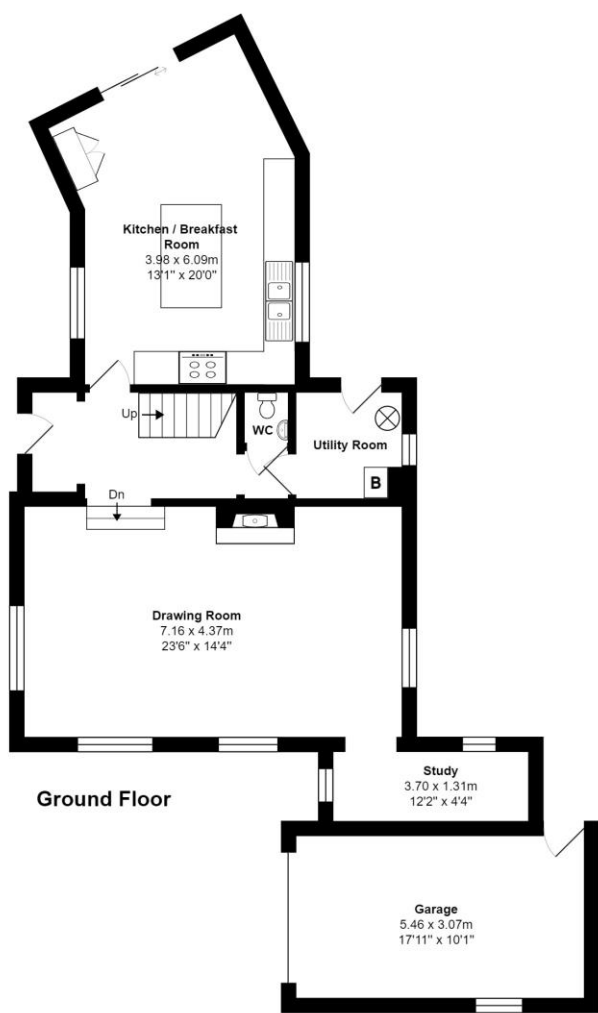 Kitchen / Breakfast
Room
3.98 x 6.09m
13'1" x 20'0"
Up
WC
Utility Room
B
Dn
Drawing Room
7.16 x 4.37m
23'6" x 14'4"
Ground Floor
Study
3.70 x 1.31m
12'2" x 4'4"
Garage
5.46 x 3.07m
17'11" x 10'1"